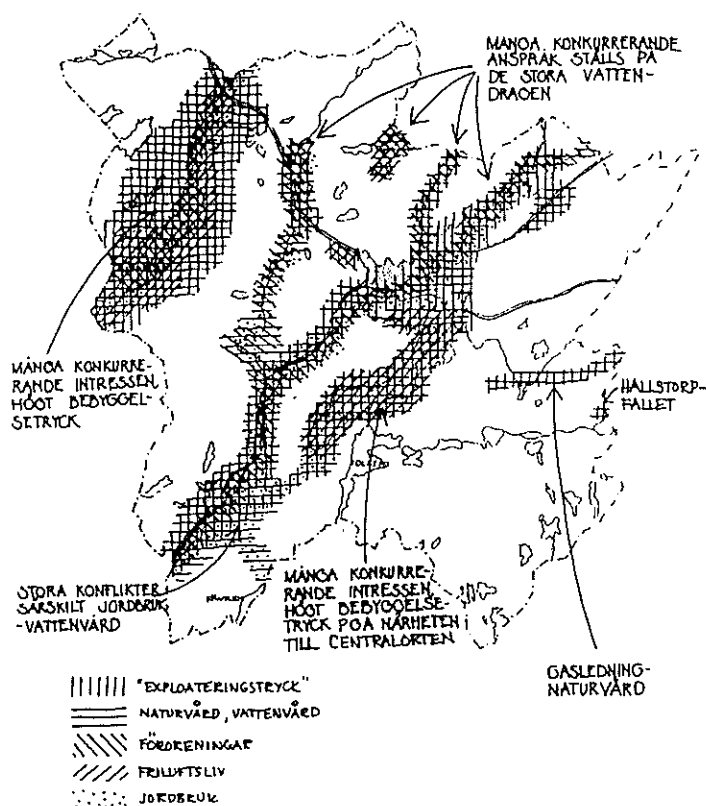 MÅNGA KONKURRERANDE
ANSPRÅK STÄLLS PÅ
DE STORA VATTEN-
DRAGEN
MÅNGA KONKURRE-
RANDE INTRESSEN,
HÖGT BEBYGGEL-
SETRYCK
HÄLLSTORP-
FALLET
STORA KONFLIKTER
SÄRSKILT JORDBRUK
-VATTENVÅRD
MÅNGA KONKURRE-
RANDE INTRESSEN,
HÖGT BEBYGGELSE-
TRYCK PGA NÄRHETEN
TILL CENTRALORTEN
GASLEDNING-
NATURVÅRD
"EXPLOATERINGSTRYCK"
NATURVÅRD, VATTENVÅRD
FÖRORENINGAR
FRILUFTSLIV
JORDBRUK